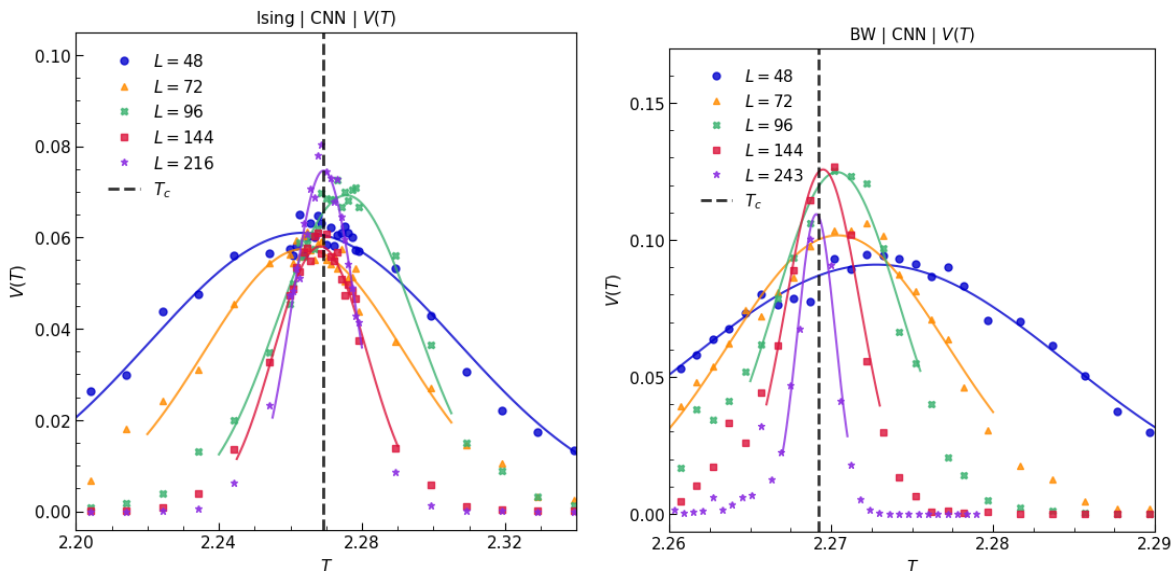 Ising | CNN | V(T)
0.10
0.08
0.06
0.04
0.02
0.00
V(T)
L = 48
L = 72
L = 96
L = 144
L = 216
T_c
2.20
2.24
2.28
2.32
T
BW | CNN | V(T)
0.15
0.10
0.05
0.00
V(T)
L = 48
L = 72
L = 96
L = 144
L = 243
T_c
2.26
2.27
2.28
2.29
T